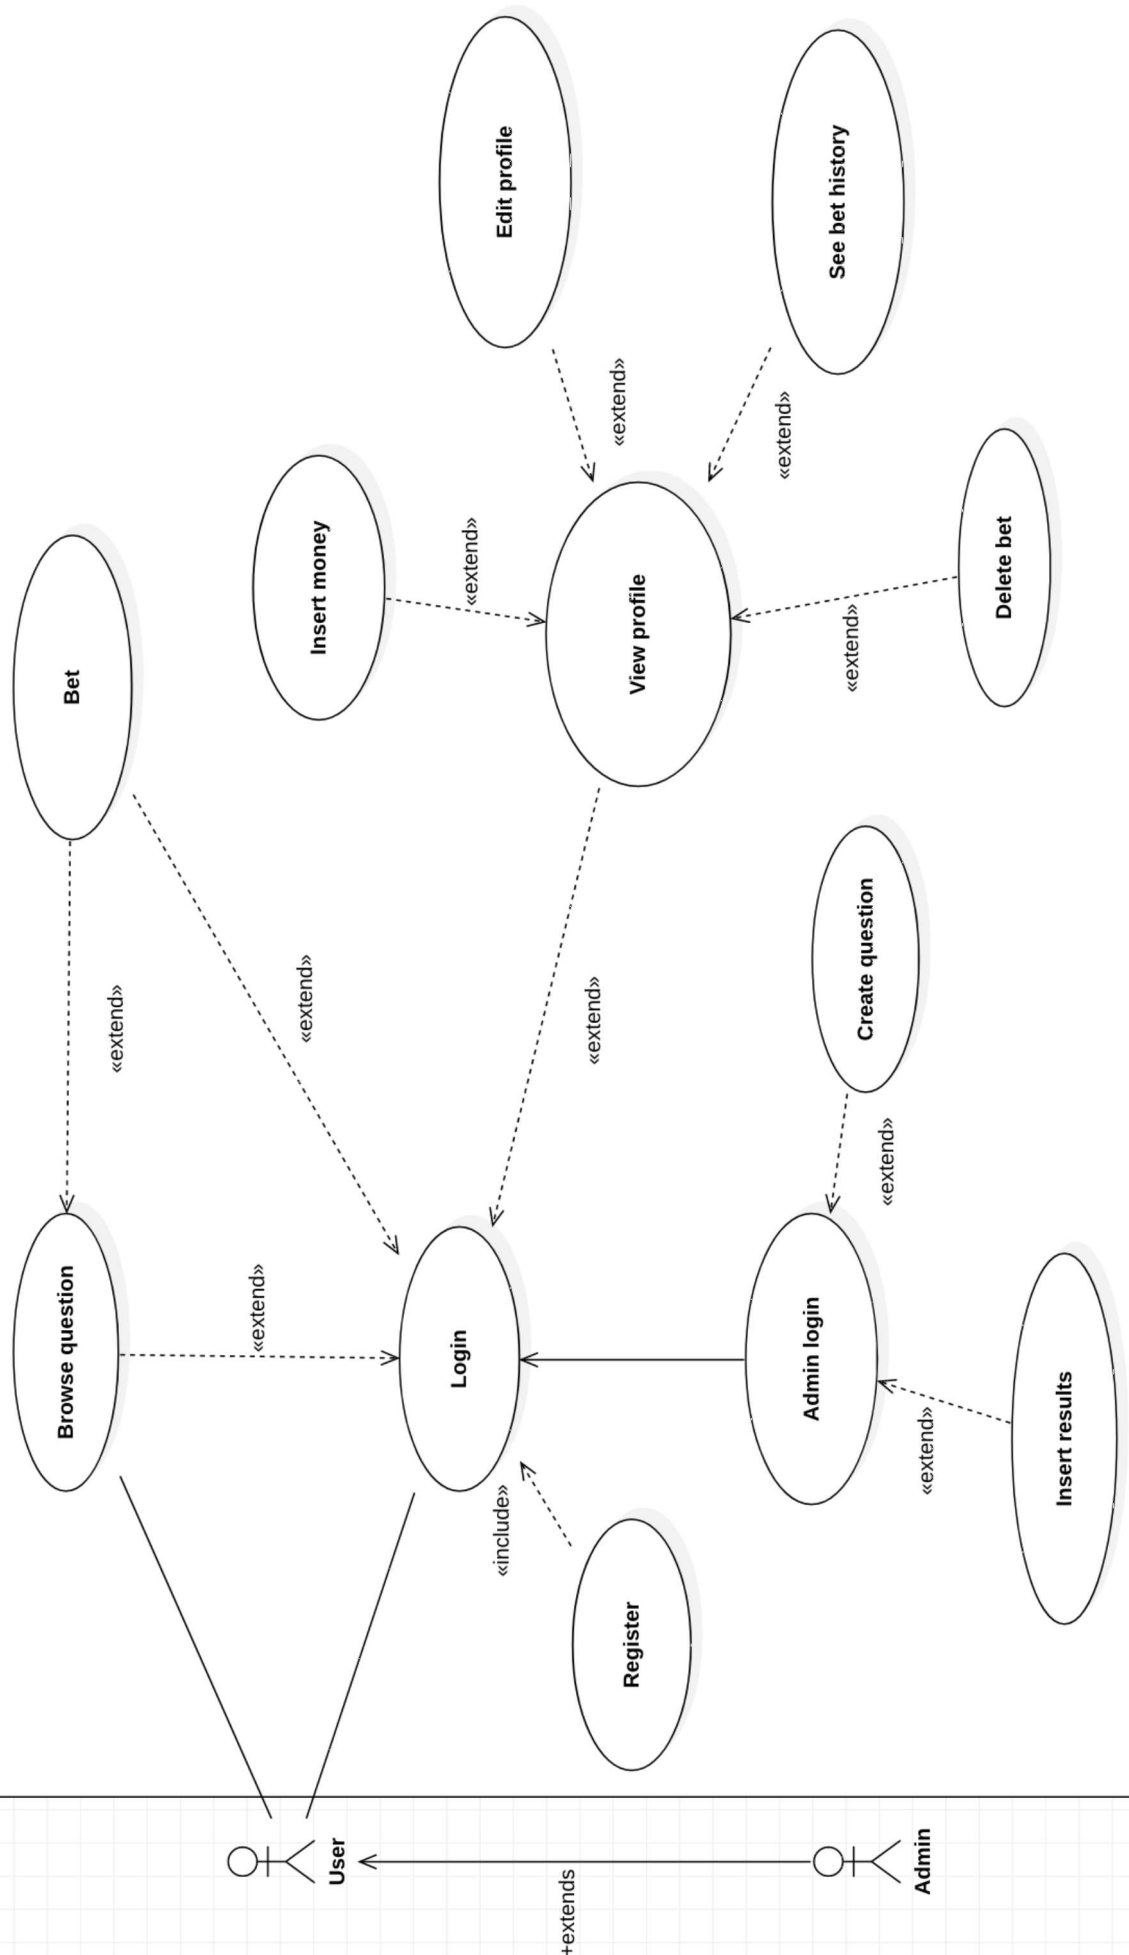 Edit profile
See bet history
«extend»
«extend»
Insert money
«extend»
Delete bet
Bet
View profile
«extend»
«extend»
«extend»
«extend»
Create question
«extend»
Browse question
«extend»
Login
Admin login
«extend»
Insert results
«include»
Register
User
Admin
+extends